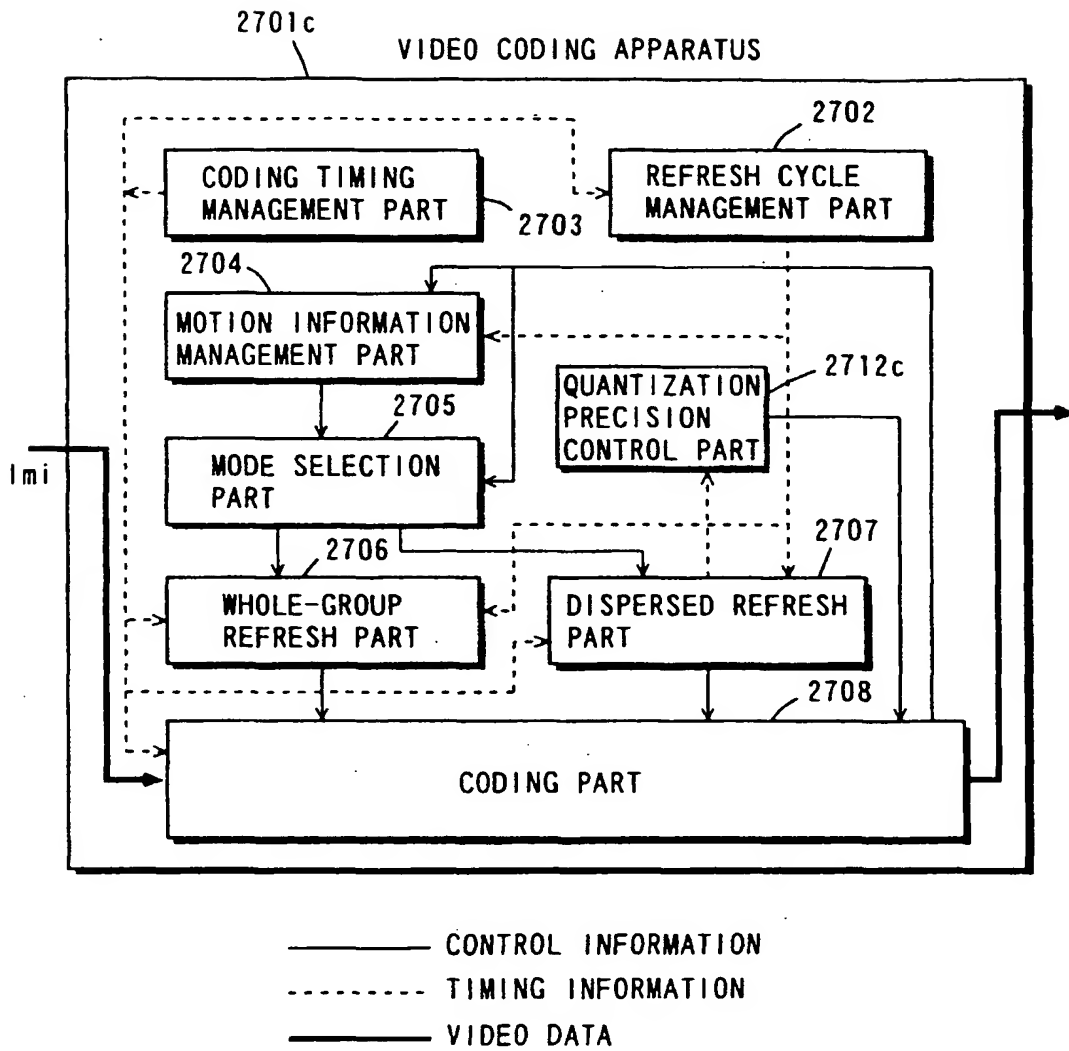 2701c
VIDEO CODING APPARATUS
2702
CODING TIMING
MANAGEMENT PART
2703
REFRESH CYCLE
MANAGEMENT PART
2704
MOTION INFORMATION
MANAGEMENT PART
2712c
QUANTIZATION
PRECISION
CONTROL PART
2705
MODE SELECTION
PART
Imi
2706
WHOLE-GROUP
REFRESH PART
2707
DISPERSED REFRESH
PART
2708
CODING PART
CONTROL INFORMATION
TIMING INFORMATION
VIDEO DATA